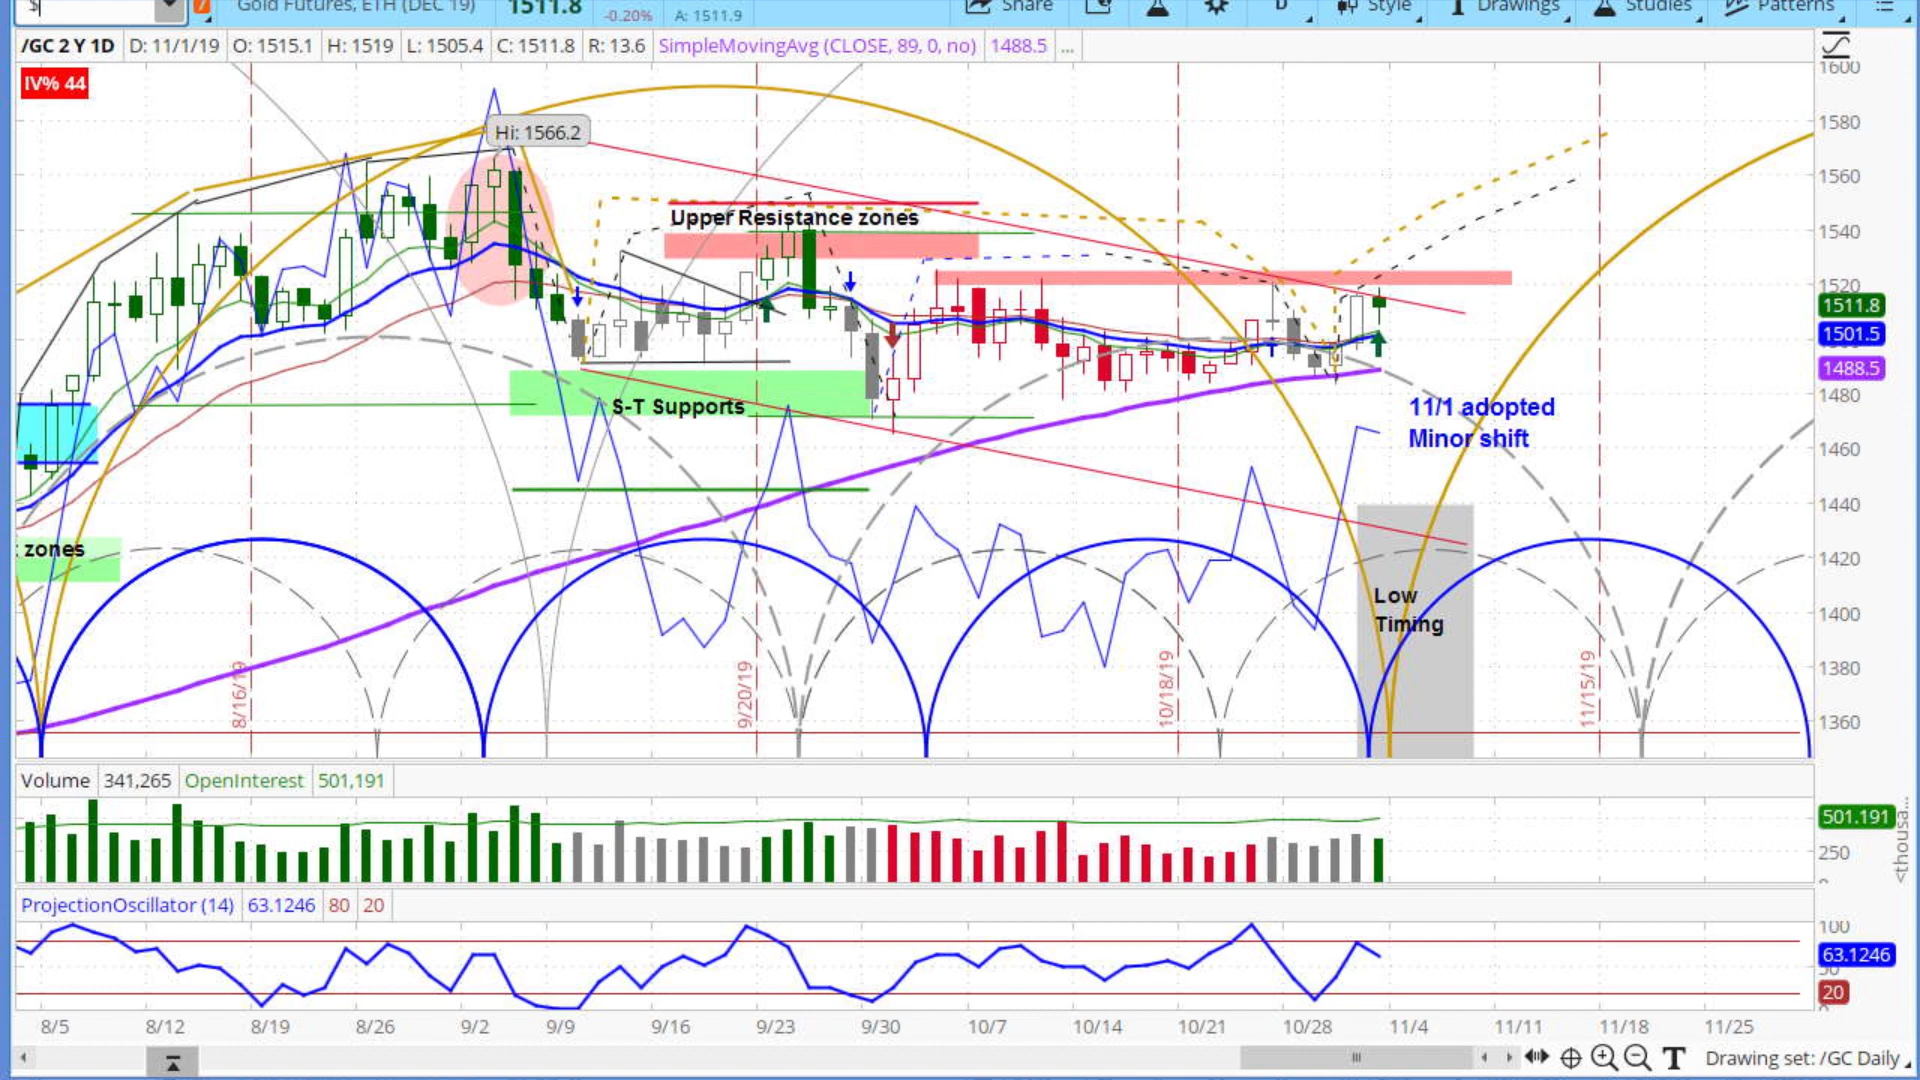 $
Gold Futures, ETH (DEC 19)
1511.8
-0.20%
A: 1511.9
Share
D
Style
Drawings
Studies
Patterns
/GC 2 Y 1D
D: 11/1/19
O: 1515.1
H: 1519
L: 1505.4
C: 1511.8
R: 13.6
SimpleMovingAvg (CLOSE, 89, 0, no)
1488.5
...
IV% 44
Hi: 1566.2
Upper Resistance zones
S-T Supports
11/1 adopted
Minor shift
: zones
Low
Timing
8/16/19
9/20/19
10/18/19
11/15/19
1600
1580
1560
1540
1520
1511.8
1501.5
1488.5
1480
1460
1440
1420
1400
1380
1360
Volume
341,265
OpenInterest
501,191
501.191
250
<thousa...
ProjectionOscillator (14)
63.1246
80
20
100
63.1246
50
20
8/5
8/12
8/19
8/26
9/2
9/9
9/16
9/23
9/30
10/7
10/14
10/21
10/28
11/4
11/11
11/18
11/25
T
Drawing set: /GC Daily